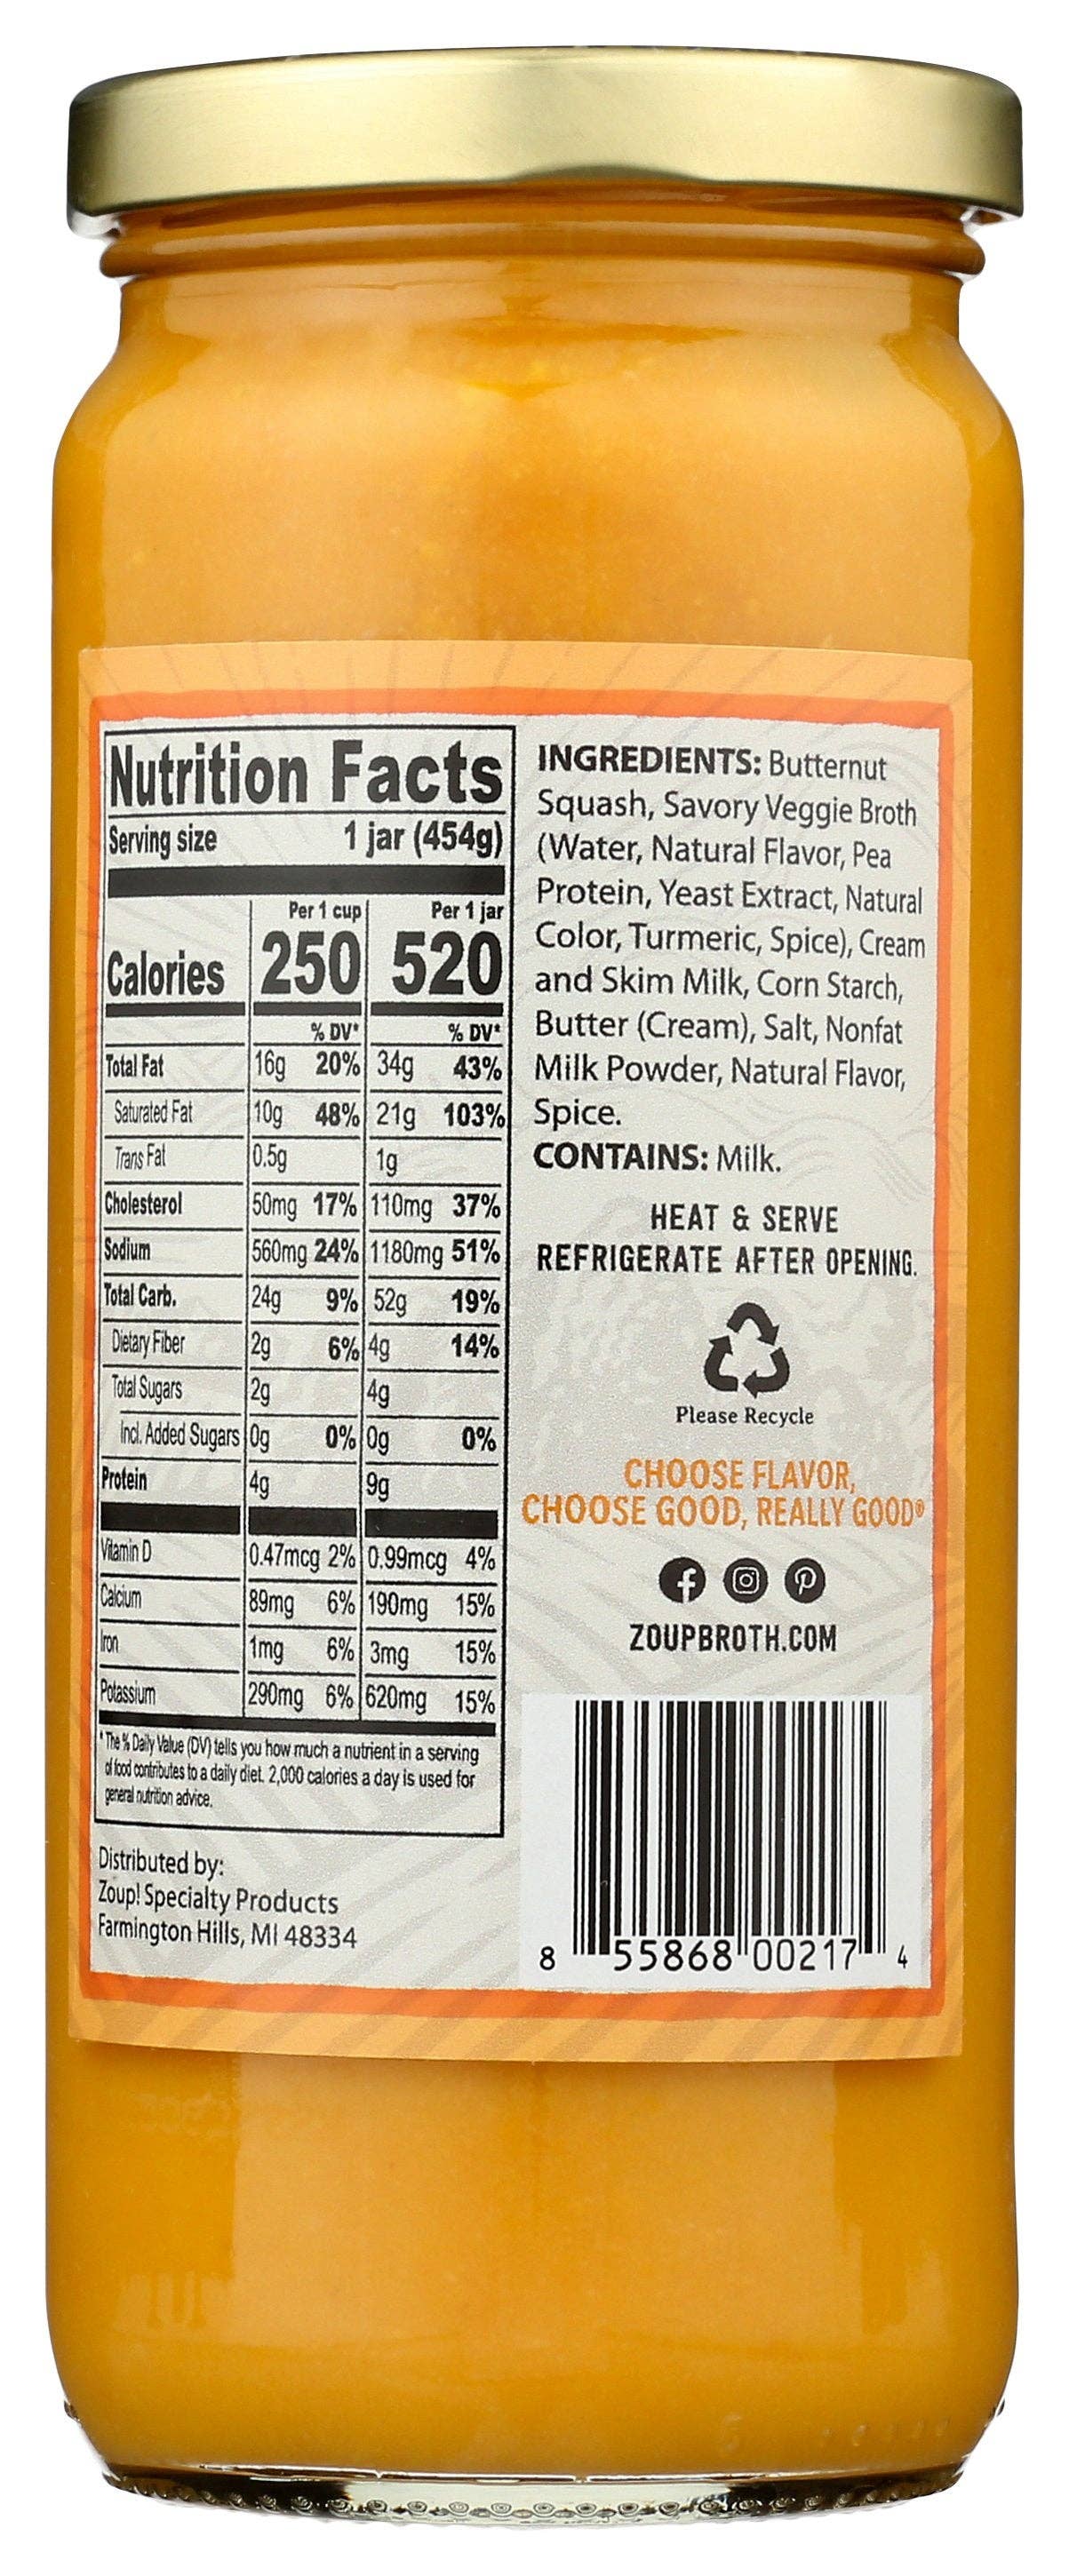 Nutrition Facts
Serving size 1 jar (454g)
Per 1 cup Per 1 jar
Calories 250 520
% DV* % DV*
Total Fat 16g 20% 34g 43%
Saturated Fat 10g 48% 21g 103%
Trans Fat 0.5g 1g
Cholesterol 50mg 17% 110mg 37%
Sodium 560mg 24% 1180mg 51%
Total Carb. 24g 9% 52g 19%
Dietary Fiber 2g 6% 4g 14%
Total Sugars 2g 4g
Incl. Added Sugars 0g 0% 0g 0%
Protein 4g 9g
Vitamin D 0.47mcg 2% 0.99mcg 4%
Calcium 89mg 6% 190mg 15%
Iron 1mg 6% 3mg 15%
Potassium 290mg 6% 620mg 15%
* The % Daily Value (DV) tells you how much a nutrient in a serving
of food contributes to a daily diet. 2,000 calories a day is used for
general nutrition advice.
Distributed by:
Zoup! Specialty Products
Farmington Hills, MI 48334
INGREDIENTS: Butternut
Squash, Savory Veggie Broth
(Water, Natural Flavor, Pea
Protein, Yeast Extract, Natural
Color, Turmeric, Spice), Cream
and Skim Milk, Corn Starch,
Butter (Cream), Salt, Nonfat
Milk Powder, Natural Flavor,
Spice.
CONTAINS: Milk.
HEAT & SERVE
REFRIGERATE AFTER OPENING.
Please Recycle
CHOOSE FLAVOR,
CHOOSE GOOD, REALLY GOOD®
ZOUPBROTH.COM
8 55868 00217 4